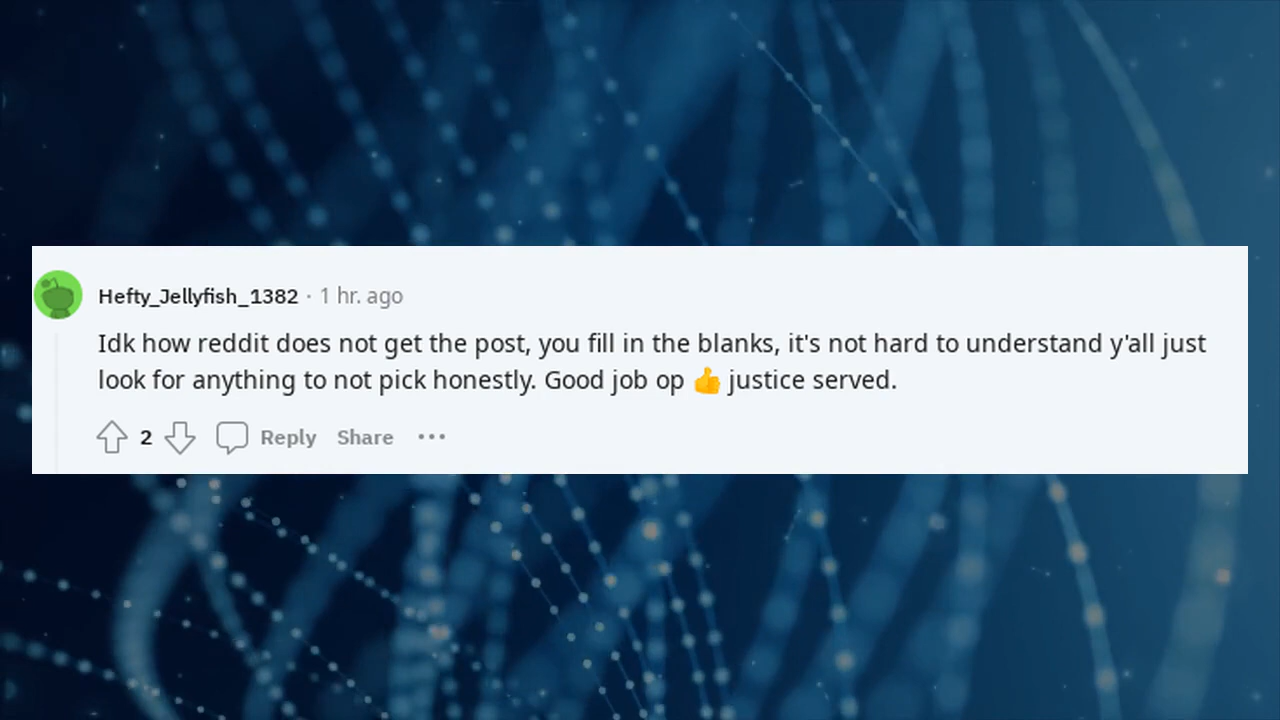 Hefty_Jellyfish_1382 · 1 hr. ago
Idk how reddit does not get the post, you fill in the blanks, it's not hard to understand y'all just
look for anything to not pick honestly. Good job op 👍 justice served.
2 Reply Share ···